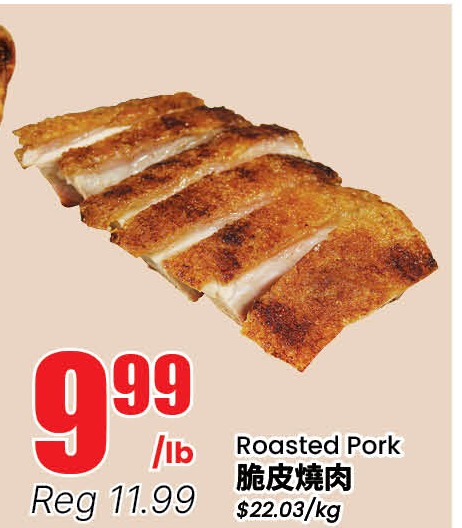 9.99
/lb
Reg 11.99
Roasted Pork
脆皮燒肉
$22.03/kg